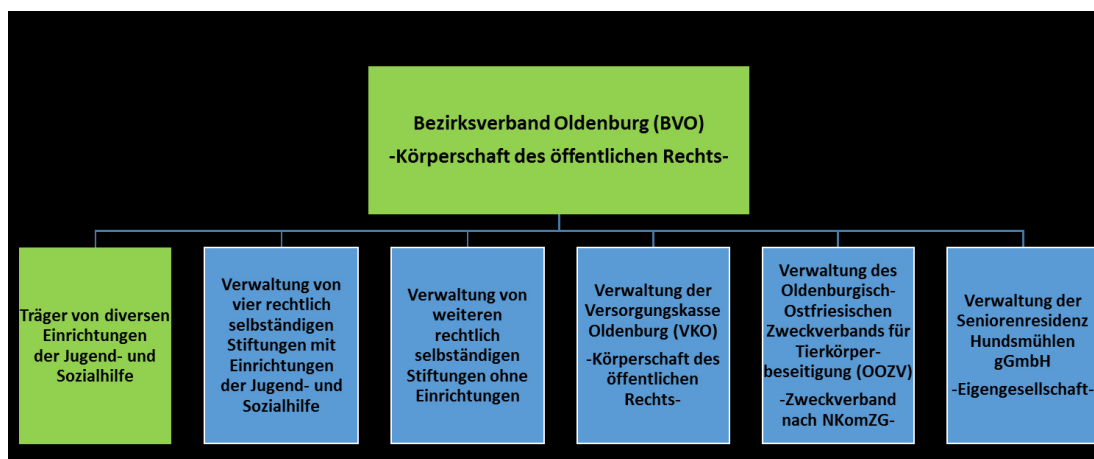 Bezirksverband Oldenburg (BVO)
-Körperschaft des öffentlichen Rechts-
Träger von diversen
Einrichtungen
der Jugend- und
Sozialhilfe
Verwaltung von
vier rechtlich
selbständigen
Stiftungen mit
Einrichtungen
der Jugend- und
Sozialhilfe
Verwaltung von
weiteren
rechtlich
selbständigen
Stiftungen ohne
Einrichtungen
Verwaltung der
Versorgungskasse
Oldenburg (VKO)
-Körperschaft des
öffentlichen
Rechts-
Verwaltung des
Oldenburgisch-
Ostfriesischen
Zweckverbands für
Tierkörper-
beseitigung (OOZV)
-Zweckverband
nach NKomZG-
Verwaltung der
Seniorenresidenz
Hundsmühlen
gGmbH
-Eigengesellschaft-